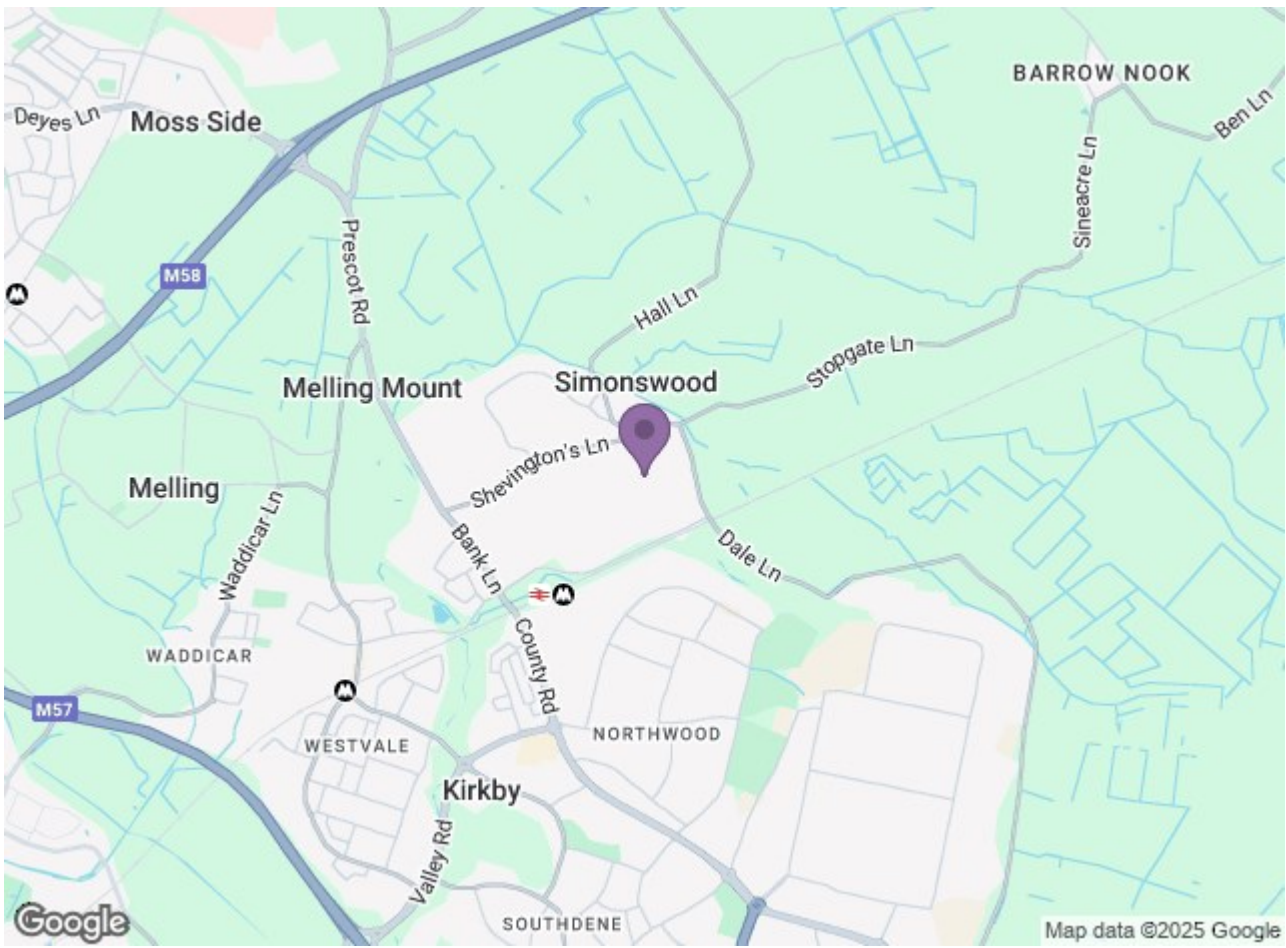 BARROW NOOK
Deyes Ln
Moss Side
Ben Ln
Sineacre Ln
Prescot Rd
M58
Hall Ln
Stopgate Ln
Melling Mount
Simonswood
Shevington's Ln
Melling
Waddicar Ln
Bank Ln
Dale Ln
County Rd
WADDICAR
M57
WESTVALE
NORTHWOOD
Kirkby
Valley Rd
SOUTHDENE
Google
Map data ©2025 Google